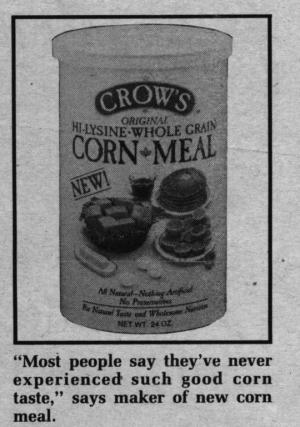 CROW'S
ORIGINAL
HI-LYSINE-WHOLE GRAIN
CORN MEAL
NEW!
All Natural—Nothing Artificial
No Preservatives
For Natural Taste and Wholesome Nutrition
NET WT. 24 OZ.
“Most people say they’ve never
experienced such good corn
taste,” says maker of new corn
meal.